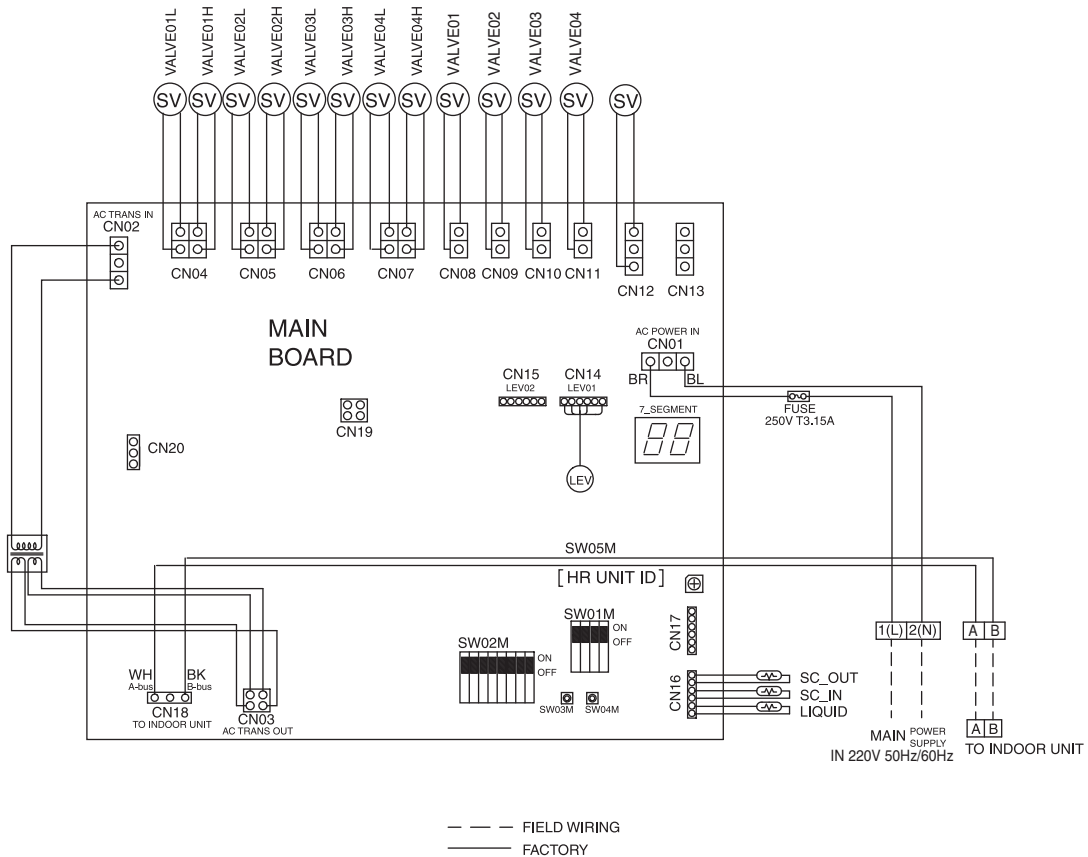 VALVE01L
VALVE01H
VALVE02L
VALVE02H
VALVE03L
VALVE03H
VALVE04L
VALVE04H
VALVE01
VALVE02
VALVE03
VALVE04
SV SV SV SV SV SV SV SV SV SV SV SV SV
AC TRANS IN
CN02
CN04
CN05
CN06
CN07
CN08
CN09
CN10
CN11
CN12
CN13
MAIN
BOARD
AC POWER IN
CN01
BR
BL
CN15
LEV02
CN14
LEV01
7_SEGMENT
FUSE
250V T3.15A
CN19
CN20
LEV
SW05M
[HR UNIT ID]
SW01M
ON
OFF
SW02M
ON
OFF
CN17
1(L) 2(N)
A B
WH
A-bus
BK
B-bus
CN18
TO INDOOR UNIT
CN03
AC TRANS OUT
SW03M
SW04M
CN16
SC_OUT
SC_IN
LIQUID
MAIN POWER SUPPLY
IN 220V 50Hz/60Hz
A B
TO INDOOR UNIT
FIELD WIRING
FACTORY